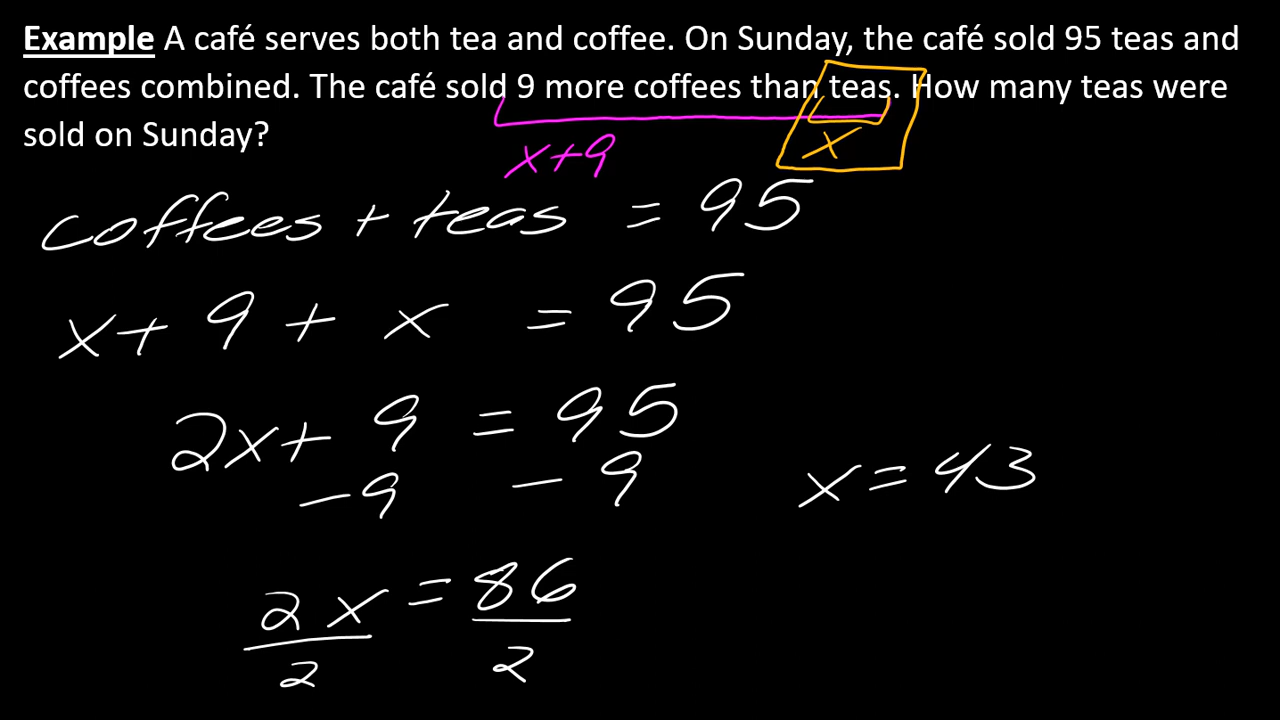 Example A café serves both tea and coffee. On Sunday, the café sold 95 teas and
coffees combined. The café sold 9 more coffees than teas. How many teas were
sold on Sunday?
x+9
x
coffees + teas = 95
x + 9 + x = 95
2x + 9 = 95
-9 -9
x = 43
2x = 86
2 2